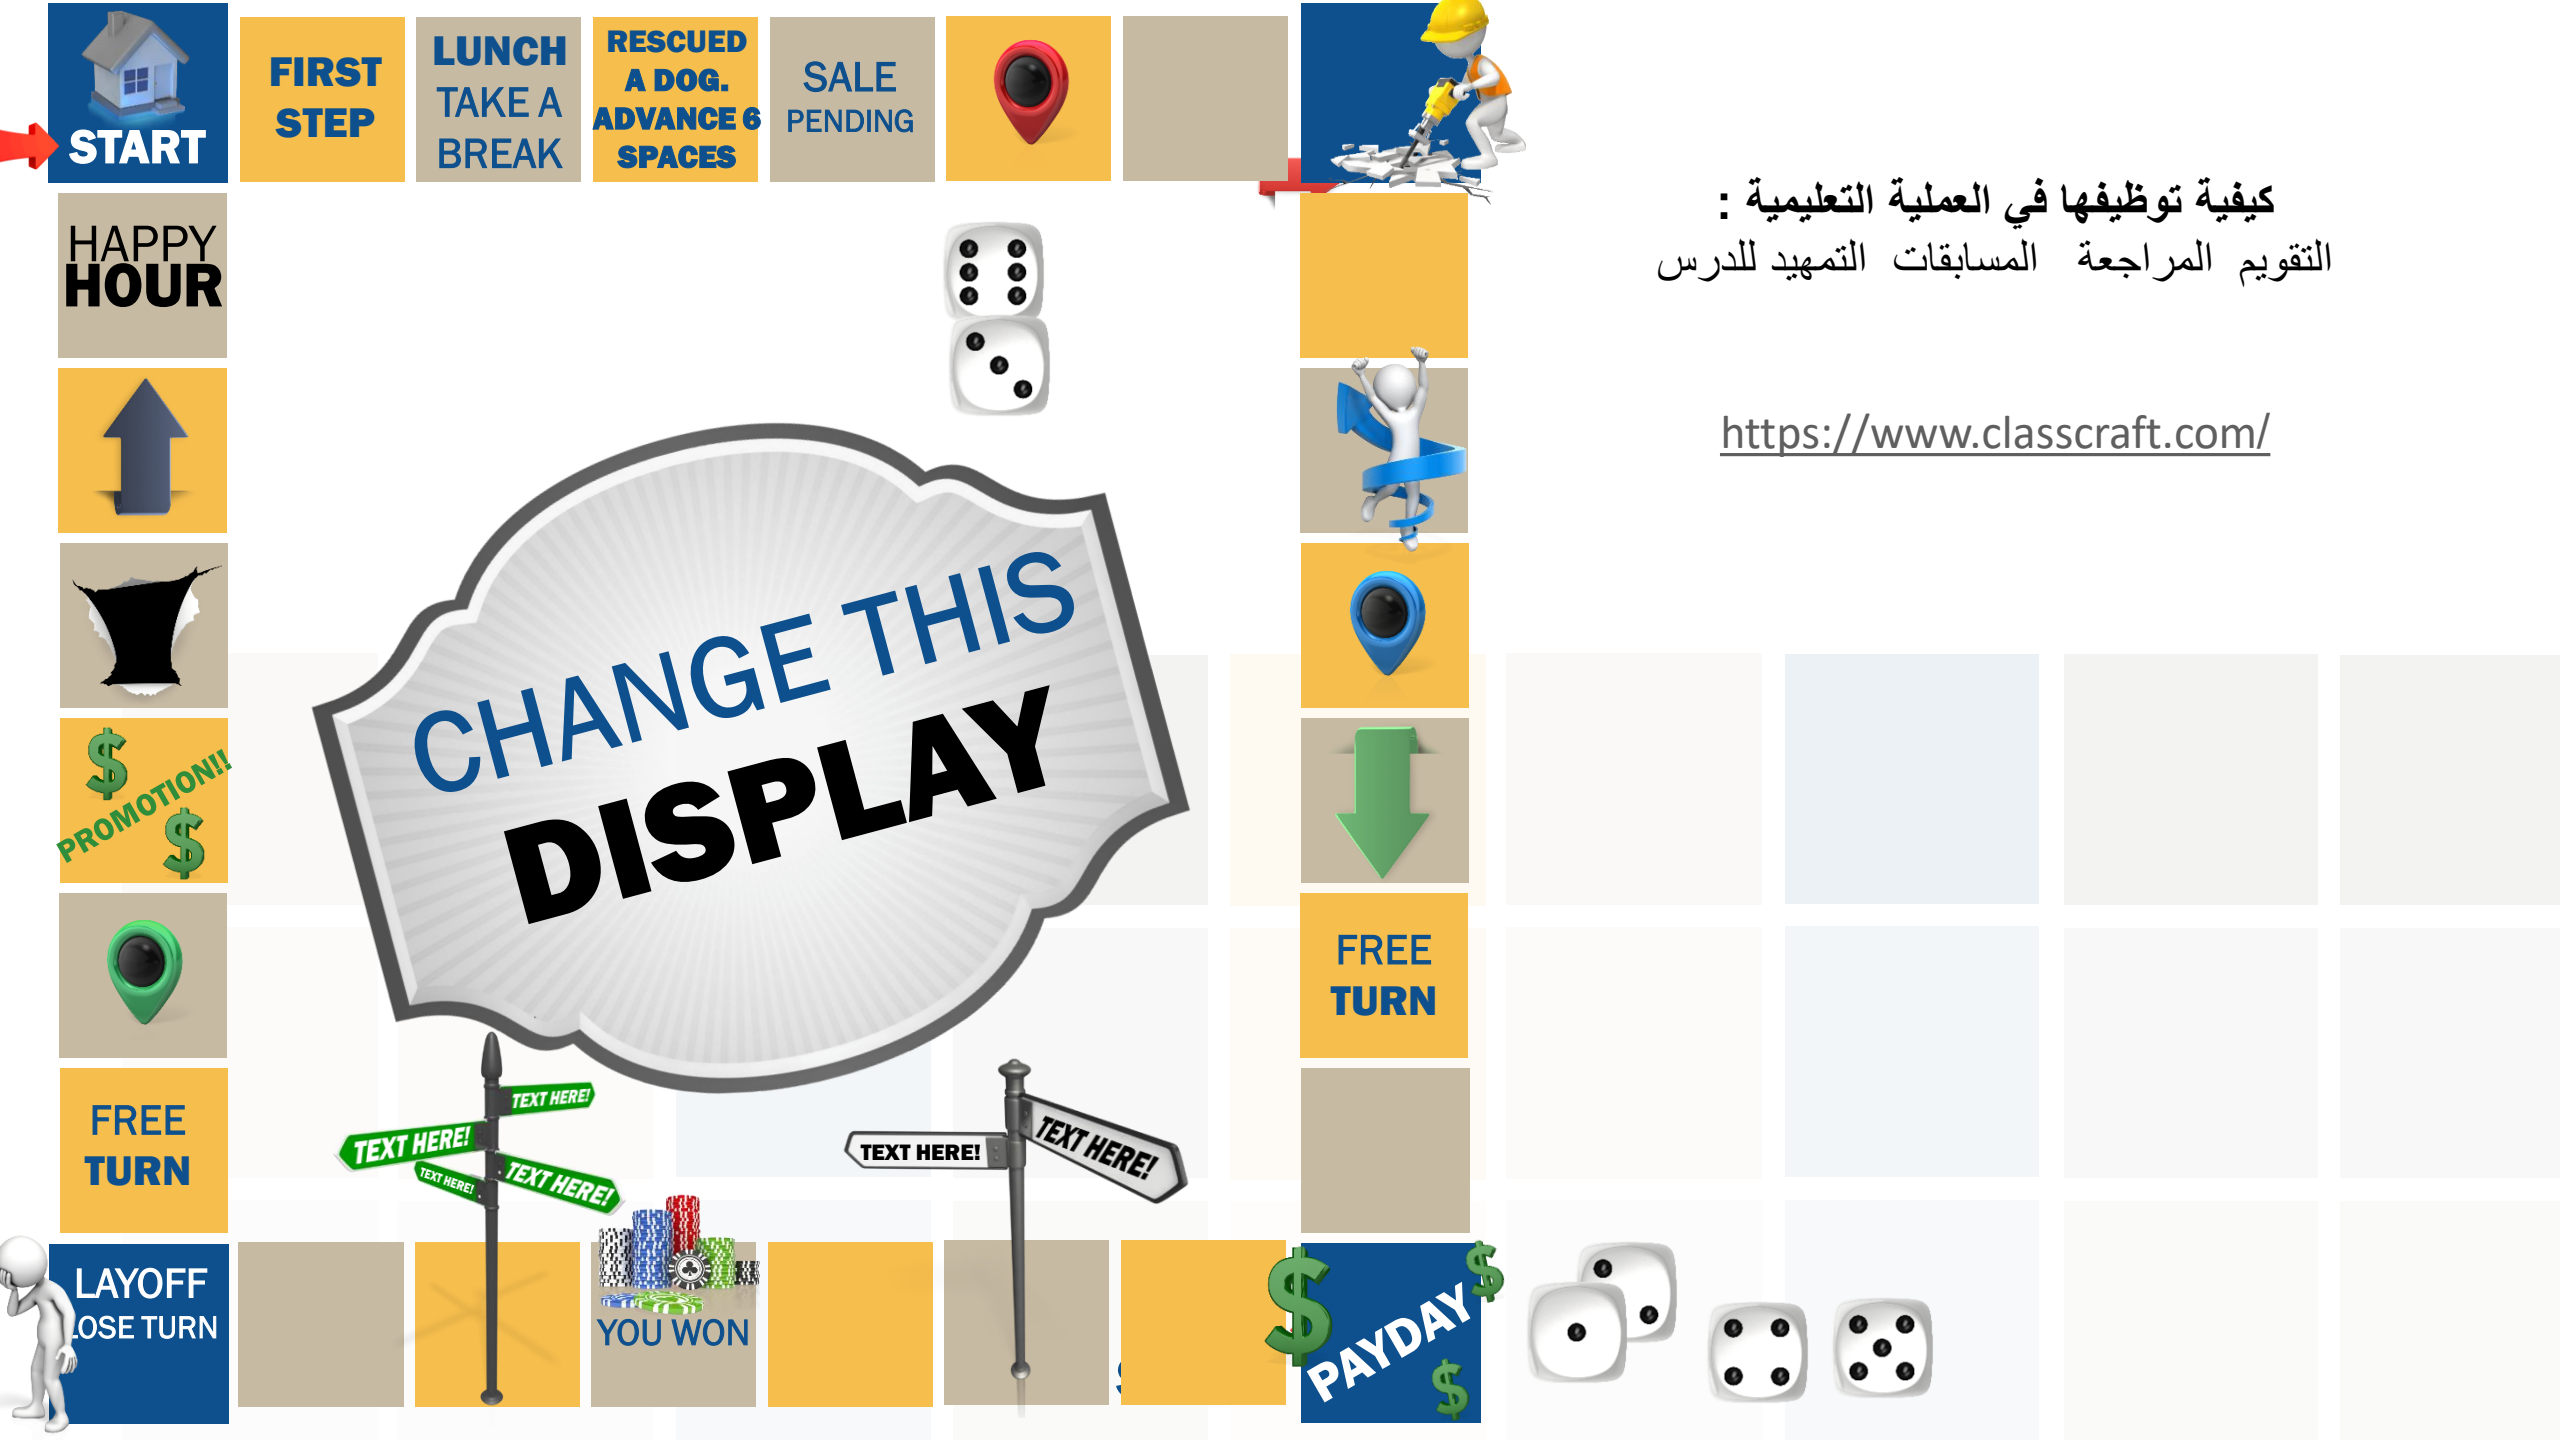 START
FIRST
STEP
LUNCH
TAKE A
BREAK
RESCUED
A DOG.
ADVANCE 6
SPACES
SALE
PENDING
كيفية توظيفها في العملية التعليمية :
التقويم المراجعة المسابقات التمهيد للدرس
https://www.classcraft.com/
HAPPY
HOUR
CHANGE THIS
DISPLAY
PROMOTION!!
FREE
TURN
FREE
TURN
TEXT HERE!
TEXT HERE!
TEXT HERE!
TEXT HERE!
TEXT HERE!
TEXT HERE!
LAYOFF
OSE TURN
YOU WON
PAYDAY